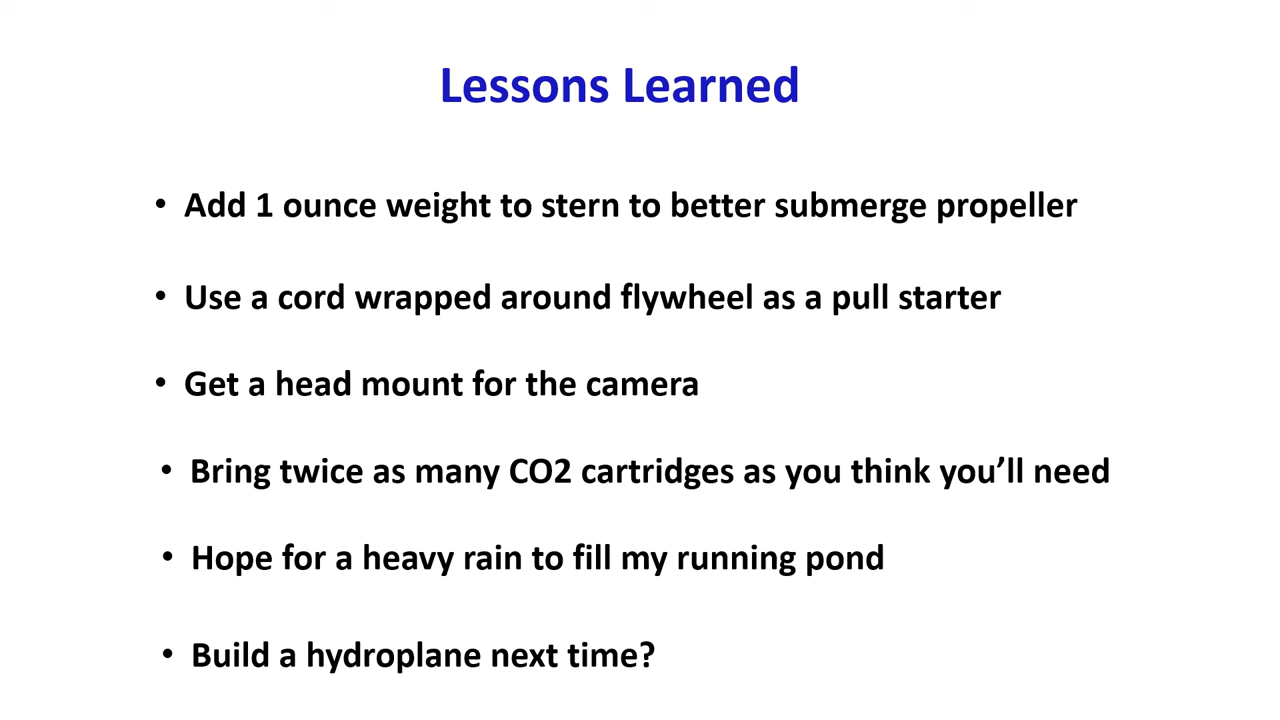 Lessons Learned
• Add 1 ounce weight to stern to better submerge propeller
• Use a cord wrapped around flywheel as a pull starter
• Get a head mount for the camera
• Bring twice as many CO2 cartridges as you think you’ll need
• Hope for a heavy rain to fill my running pond
• Build a hydroplane next time?